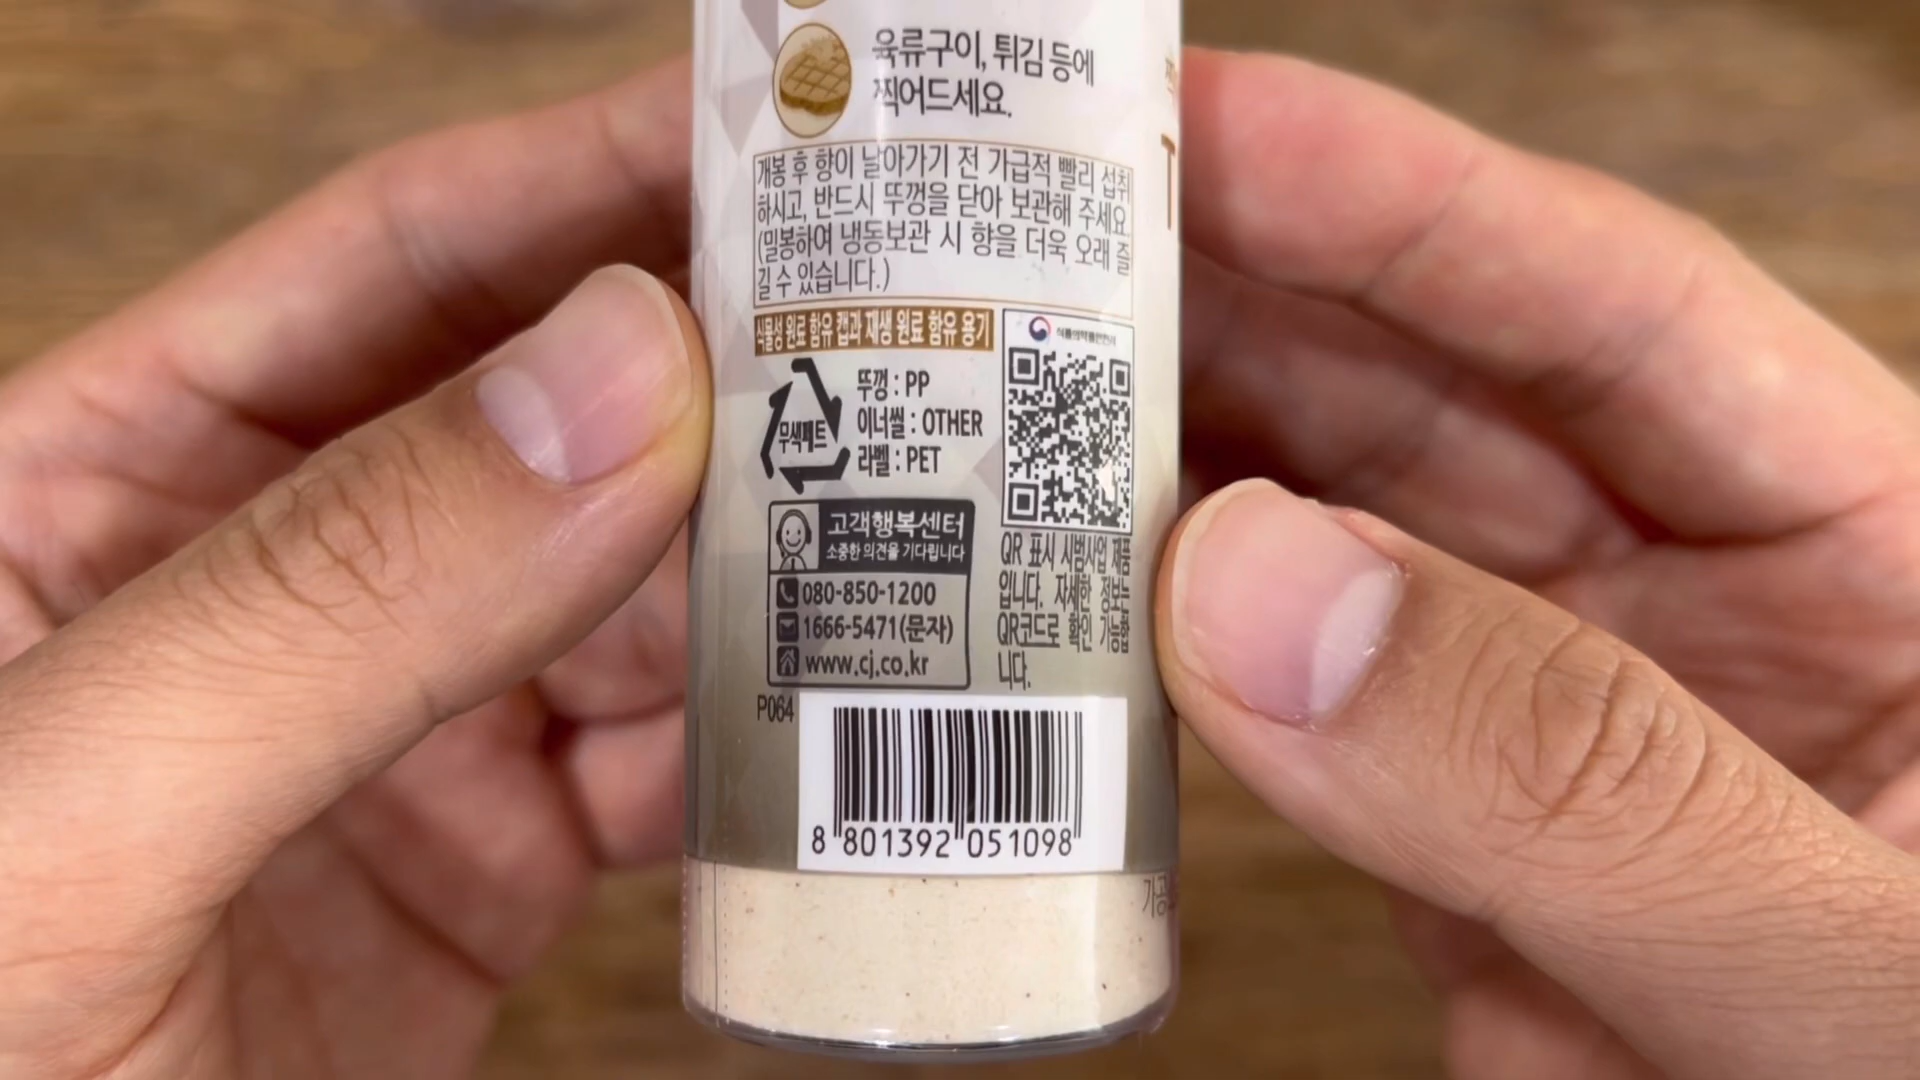 육류구이, 튀김 등에
찍어드세요.
개봉 후 향이 날아가기 전 가급적 빨리 섭취
하시고, 반드시 뚜껑을 닫아 보관해 주세요.
(밀봉하여 냉동보관 시 향을 더욱 오래 즐
길 수 있습니다.)
식물성 원료 함유 캡과 재생 원료 함유 용기
식품의약품안전처
무색페트
뚜껑 : PP
이너씰 : OTHER
라벨 : PET
고객행복센터
소중한 의견을 기다립니다
080-850-1200
1666-5471(문자)
www.cj.co.kr
QR 표시 시범사업 제품
입니다. 자세한 정보는
QR코드로 확인 가능합
니다.
P064
8 801392 051098
T